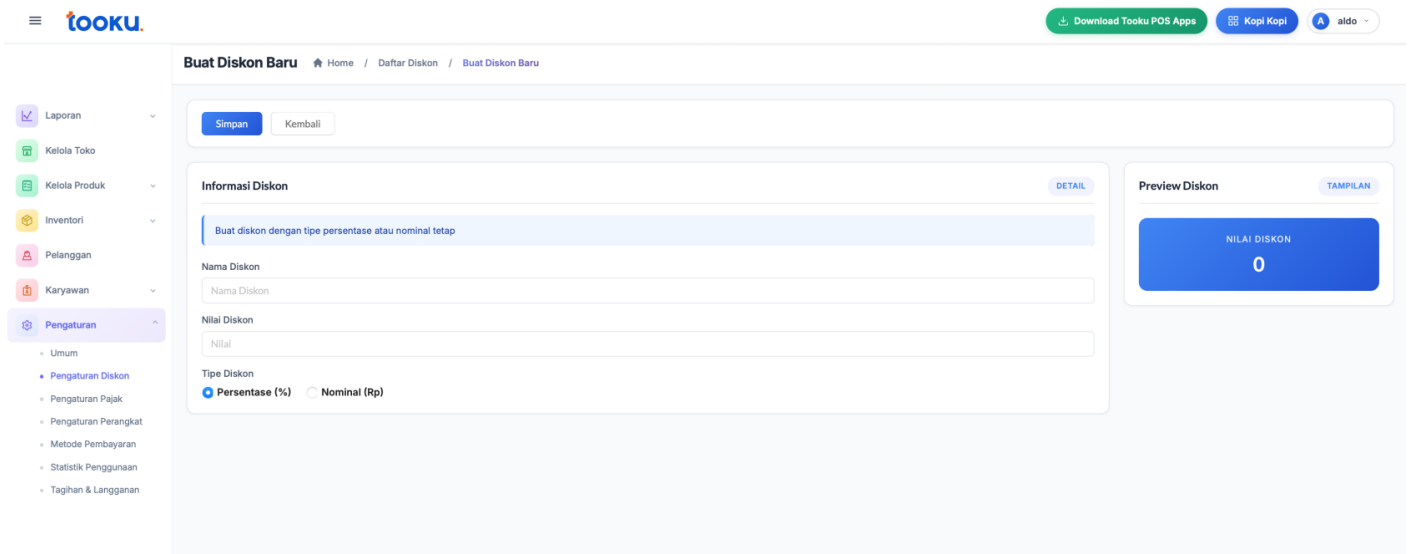 tooku.
Download Tooku POS Apps
Kopi Kopi
A aldo
Buat Diskon Baru Home / Daftar Diskon / Buat Diskon Baru
Laporan
Kelola Toko
Kelola Produk
Inventori
Pelanggan
Karyawan
Pengaturan
Umum
Pengaturan Diskon
Pengaturan Pajak
Pengaturan Perangkat
Metode Pembayaran
Statistik Penggunaan
Tagihan & Langganan
Simpan Kembali
Informasi Diskon DETAIL
Buat diskon dengan tipe persentase atau nominal tetap
Nama Diskon
Nama Diskon
Nilai Diskon
Nilai
Tipe Diskon
Persentase (%) Nominal (Rp)
Preview Diskon TAMPILAN
NILAI DISKON
0